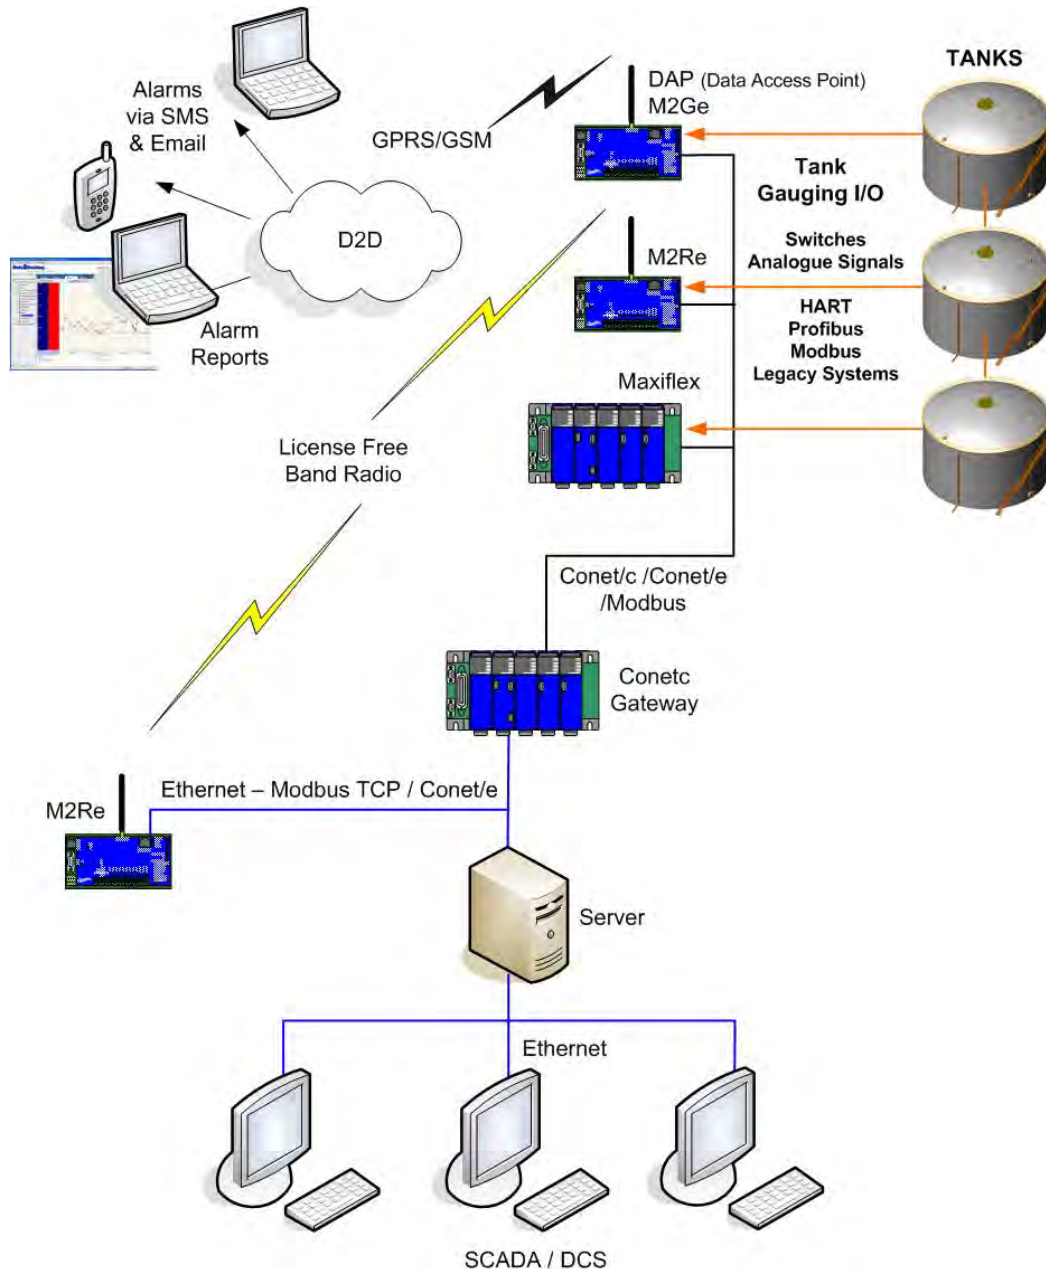 TANKS
DAP (Data Access Point)
M2Ge
Alarms
via SMS
& Email
GPRS/GSM
Tank
Gauging I/O
D2D
M2Re
Switches
Analogue Signals
HART
Profibus
Modbus
Legacy Systems
Alarm
Reports
Maxiflex
License Free
Band Radio
Conet/c /Conet/e
/Modbus
Conetc
Gateway
Ethernet – Modbus TCP / Conet/e
M2Re
Server
Ethernet
SCADA / DCS